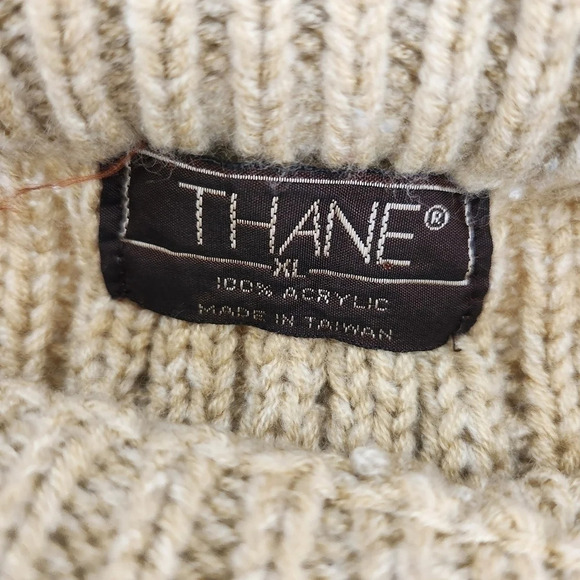 THANE®
XL
100% ACRYLIC
MADE IN TAIWAN